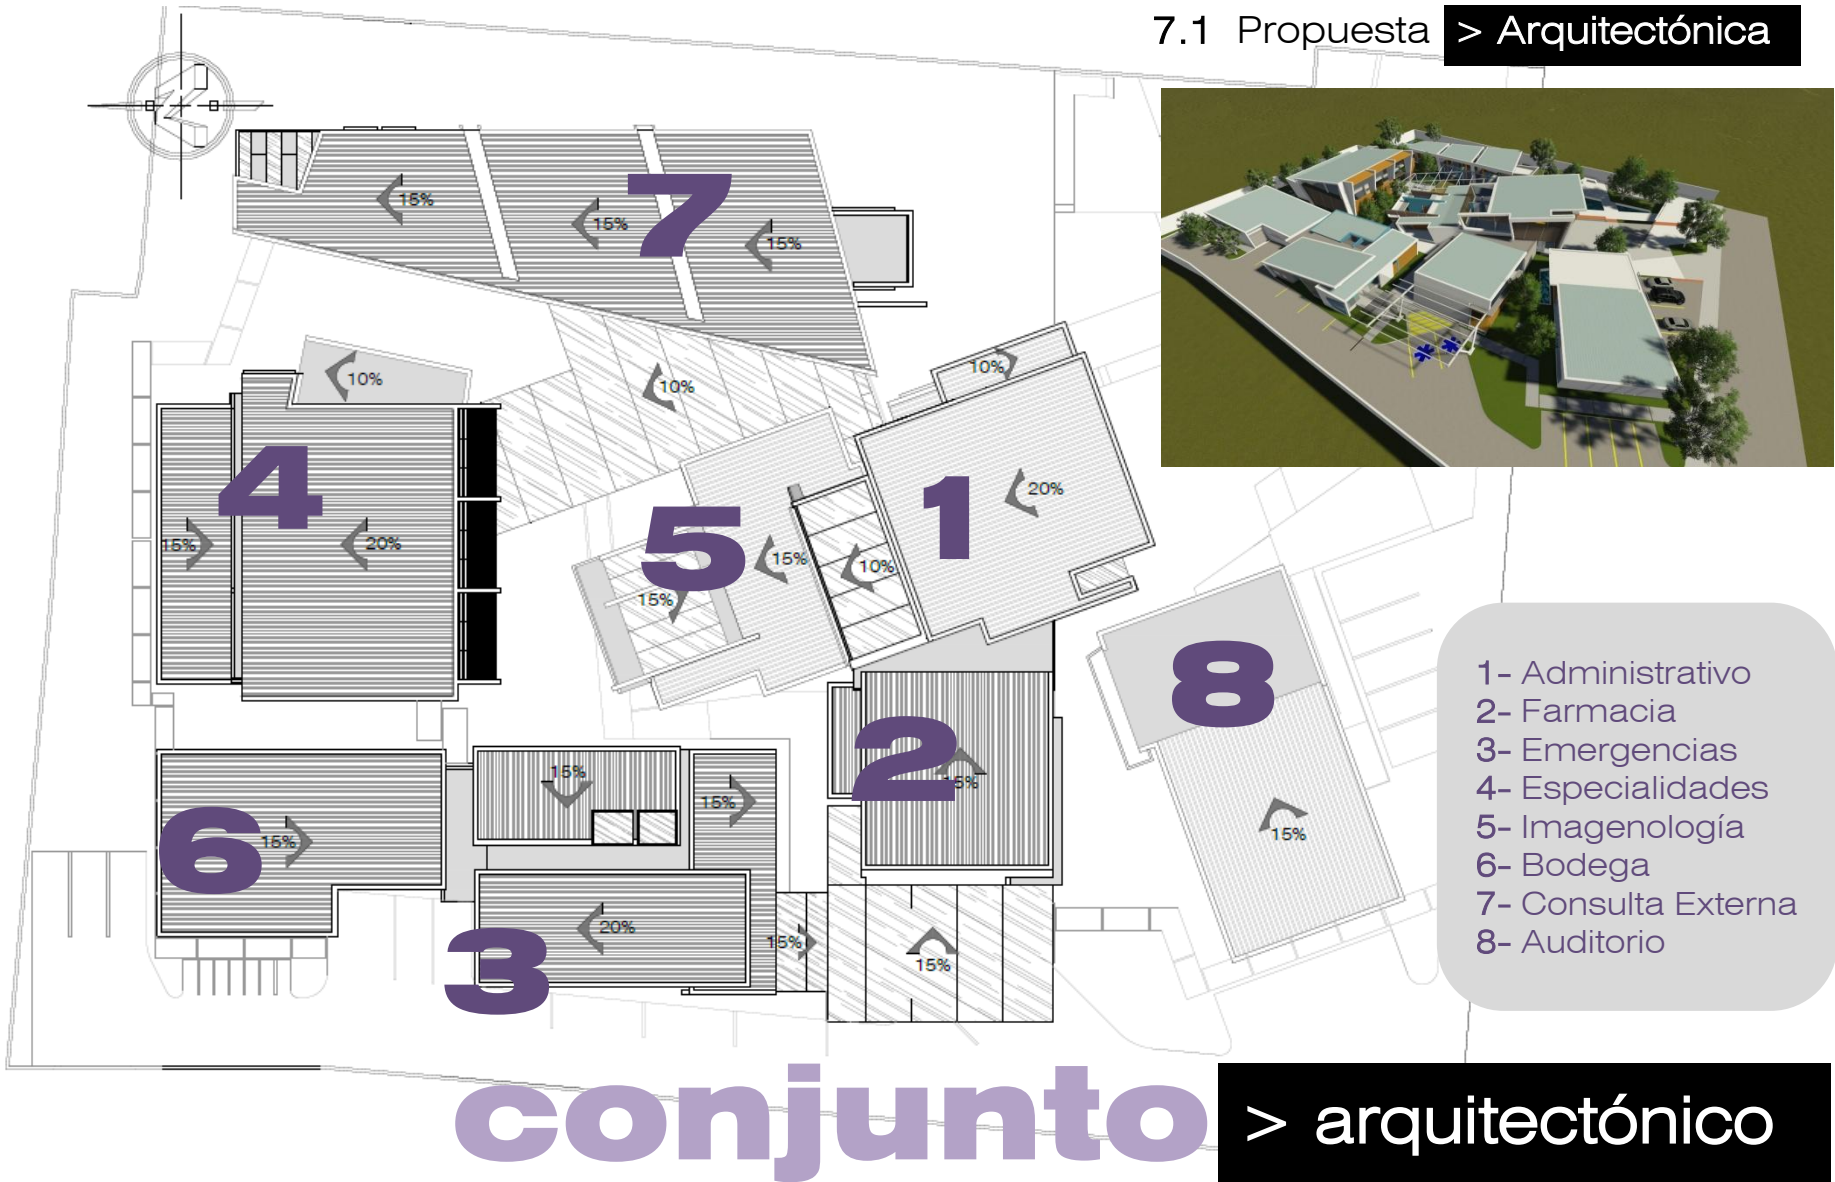 7.1 Propuesta > Arquitectónica
15%
15%
15%
7
10%
10%
10%
4
15%
20%
5
15%
15%
10%
1
20%
8
15%
1- Administrativo
2- Farmacia
3- Emergencias
4- Especialidades
5- Imagenología
6- Bodega
7- Consulta Externa
8- Auditorio
2
15%
6
15%
15%
15%
3
20%
15%
15%
conjunto > arquitectónico